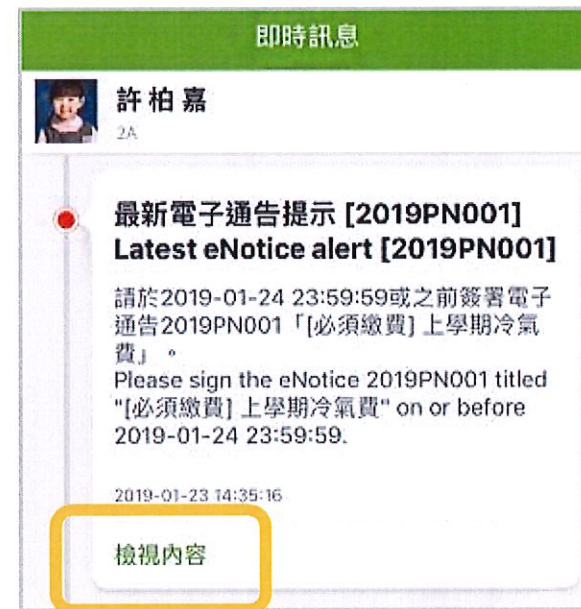 即時訊息
許柏嘉
2A
最新電子通告提示 [2019PN001]
Latest eNotice alert [2019PN001]
請於2019-01-24 23:59:59或之前簽署電子
通告2019PN001「[必須繳費] 上學期冷氣
費」。
Please sign the eNotice 2019PN001 titled
"[必須繳費] 上學期冷氣費" on or before
2019-01-24 23:59:59.
2019-01-23 14:35:16
檢視內容